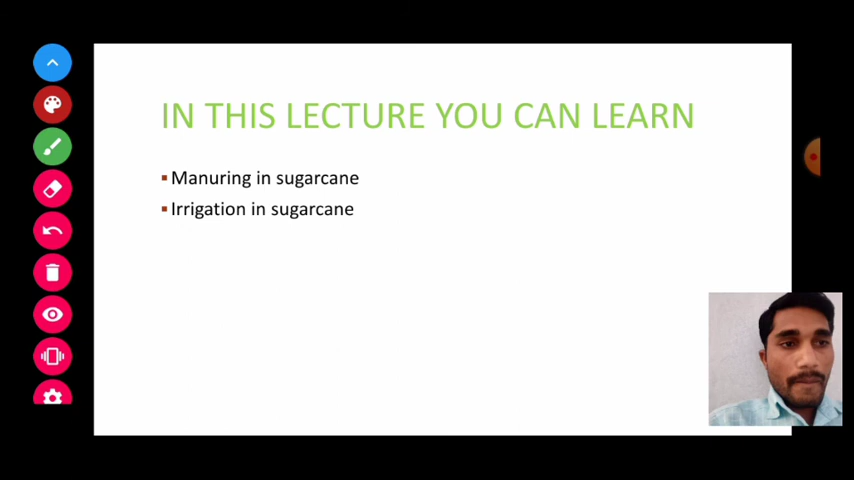 IN THIS LECTURE YOU CAN LEARN
Manuring in sugarcane
Irrigation in sugarcane